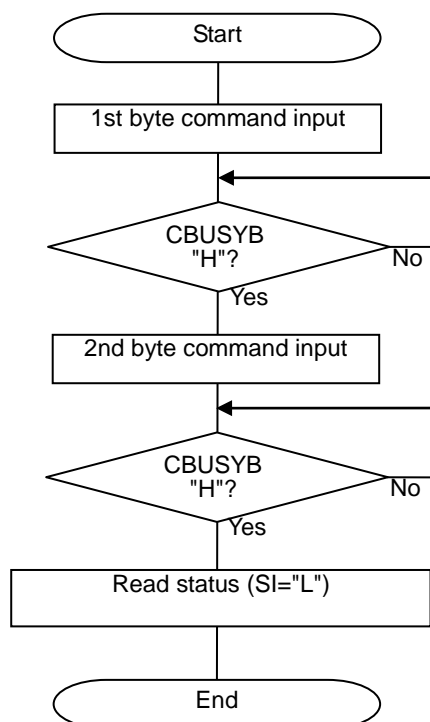 Start
1st byte command input
CBUSYB
"H"?
No
Yes
2nd byte command input
CBUSYB
"H"?
No
Yes
Read status (SI="L")
End